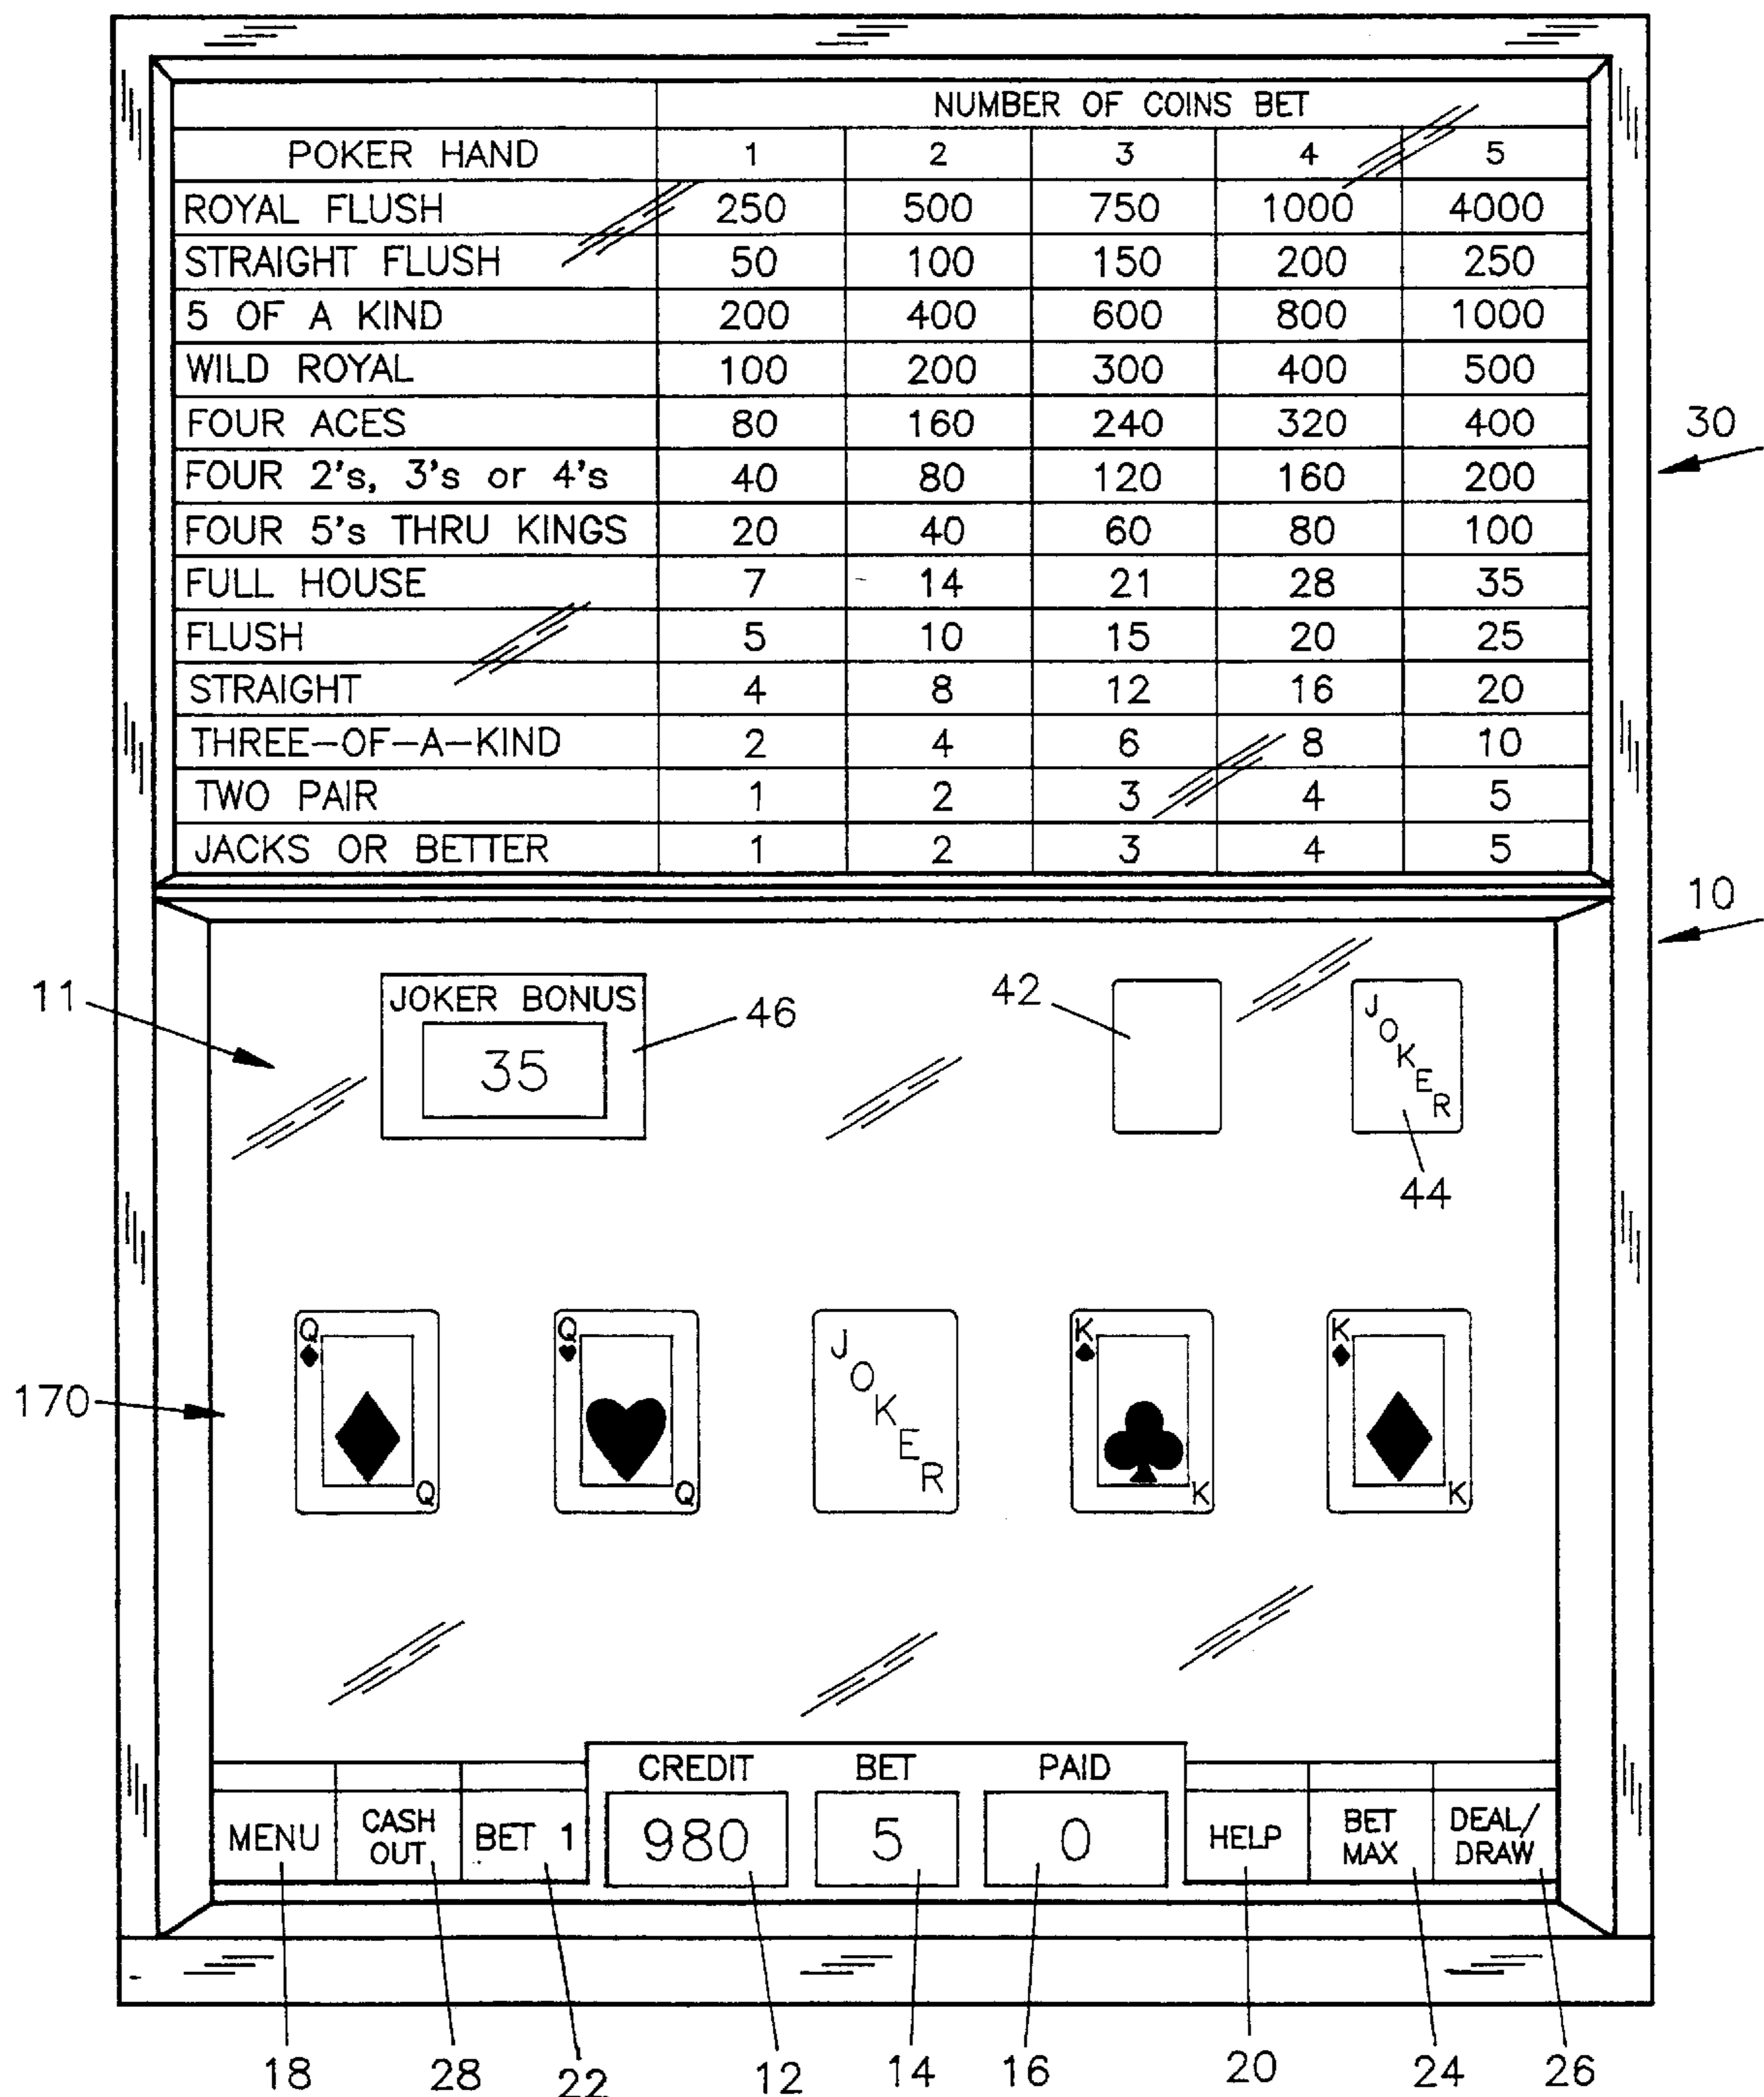 NUMBER OF COINS BET
POKER HAND 1 2 3 4 5
ROYAL FLUSH 250 500 750 1000 4000
STRAIGHT FLUSH 50 100 150 200 250
5 OF A KIND 200 400 600 800 1000
WILD ROYAL 100 200 300 400 500
FOUR ACES 80 160 240 320 400
30
FOUR 2's, 3's or 4's 40 80 120 160 200
FOUR 5's THRU KINGS 20 40 60 80 100
FULL HOUSE 7 14 21 28 35
FLUSH 5 10 15 20 25
STRAIGHT 4 8 12 16 20
THREE-OF-A-KIND 2 4 6 8 10
TWO PAIR 1 2 3 4 5
JACKS OR BETTER 1 2 3 4 5
10
11
JOKER BONUS
46
35
42
JOKER
44
170
Q Q
Q Q
JOKER
K K
K K
CREDIT BET PAID
MENU
CASH
OUT
BET 1
980
5
0
HELP
BET
MAX
DEAL/
DRAW
18 28 22 12 14 16 20 24 26